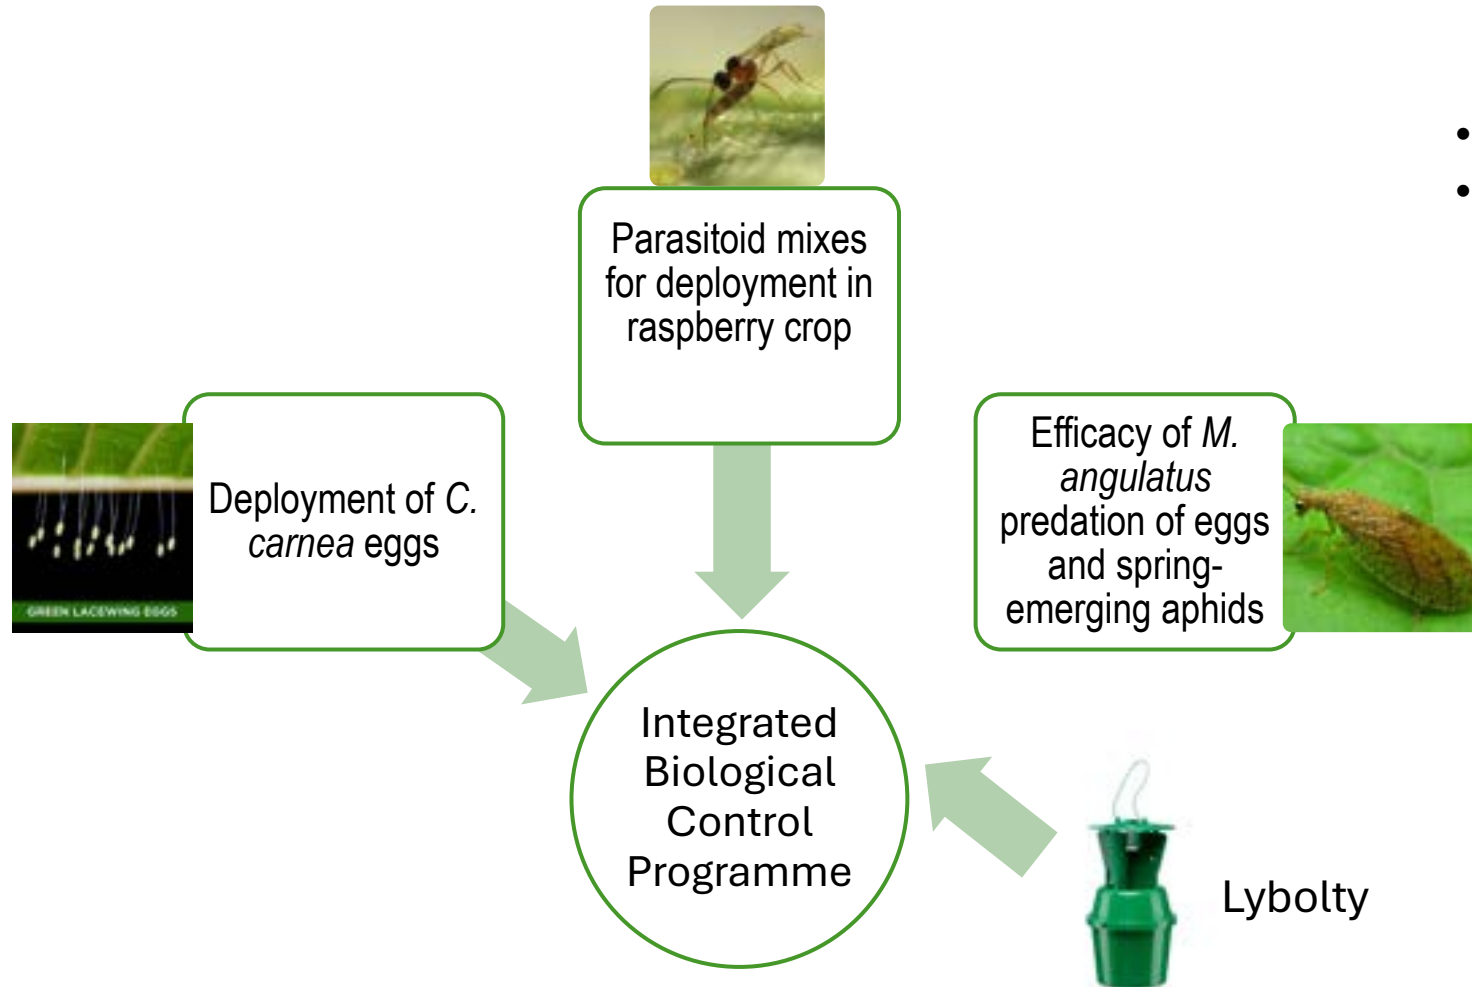 Parasitoid mixes
for deployment in
raspberry crop
Deployment of C.
carnea eggs
GREEN LACEWING EGGS
Efficacy of M.
angulatus
predation of eggs
and spring-
emerging aphids
Integrated
Biological
Control
Programme
Lybolty